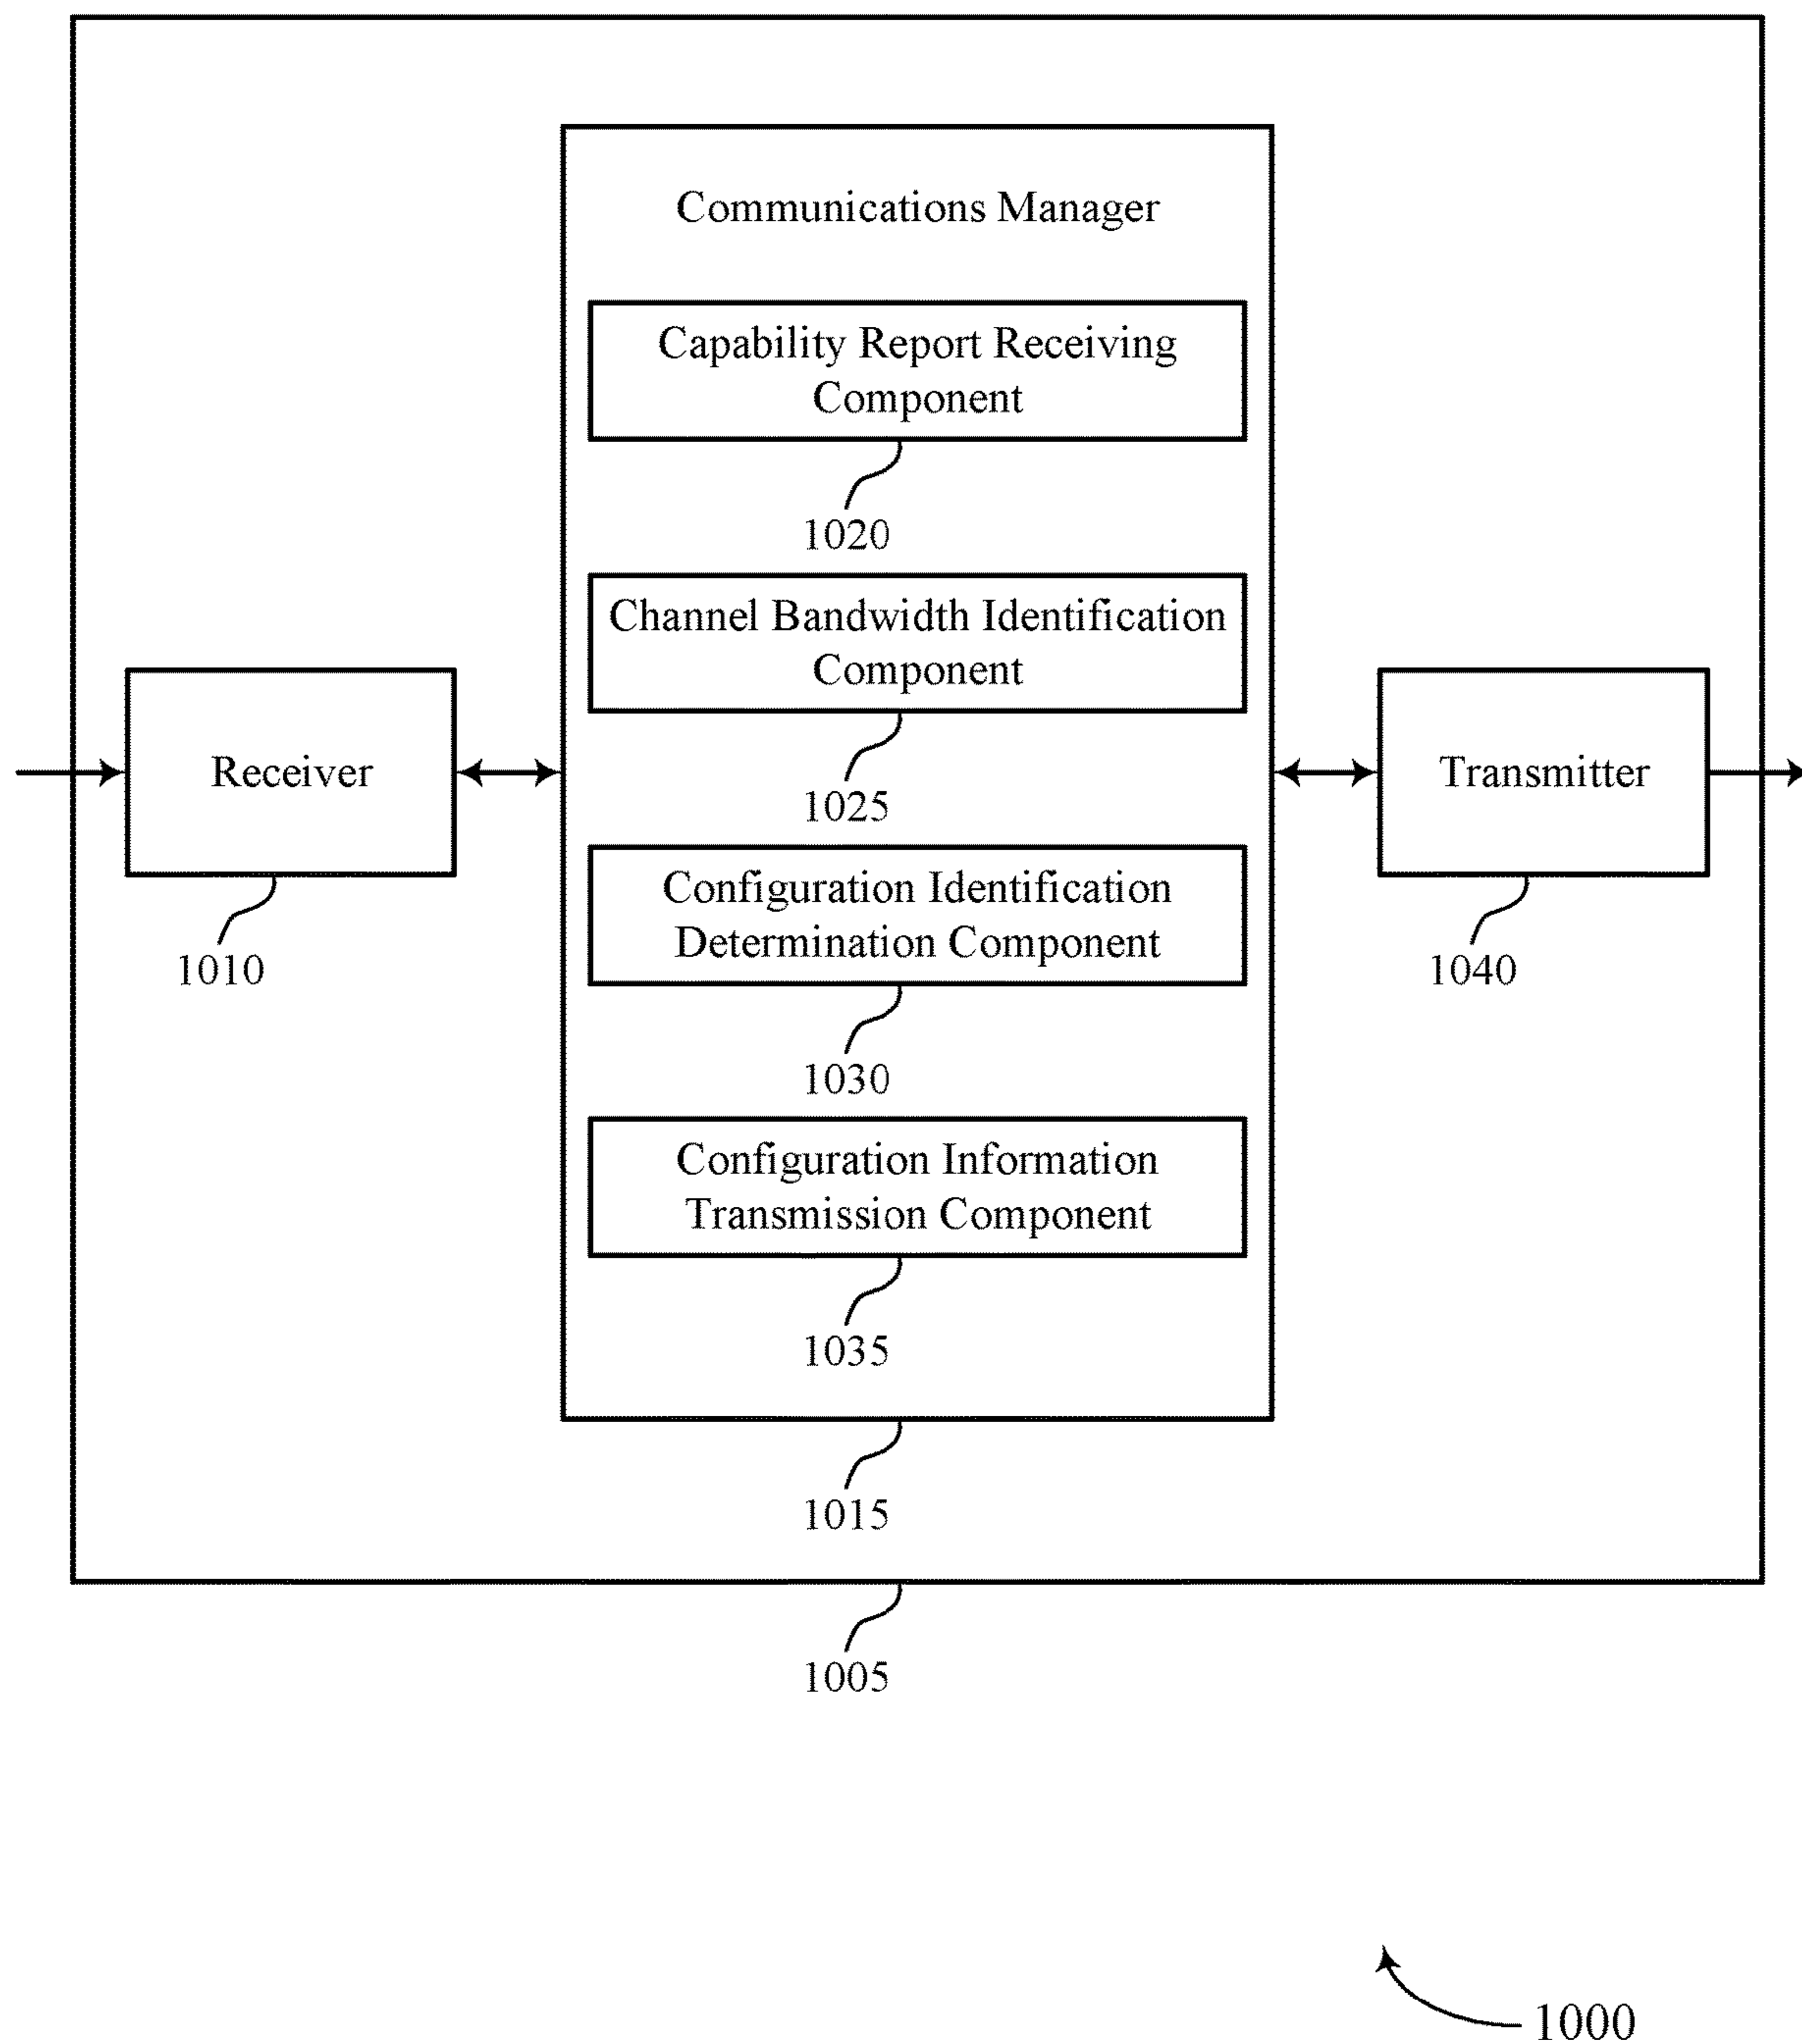 Communications Manager
Capability Report Receiving
Component
1020
Channel Bandwidth Identification
Component
1025
Receiver
1010
Configuration Identification
Determination Component
1030
Transmitter
1040
Configuration Information
Transmission Component
1035
1015
1005
1000